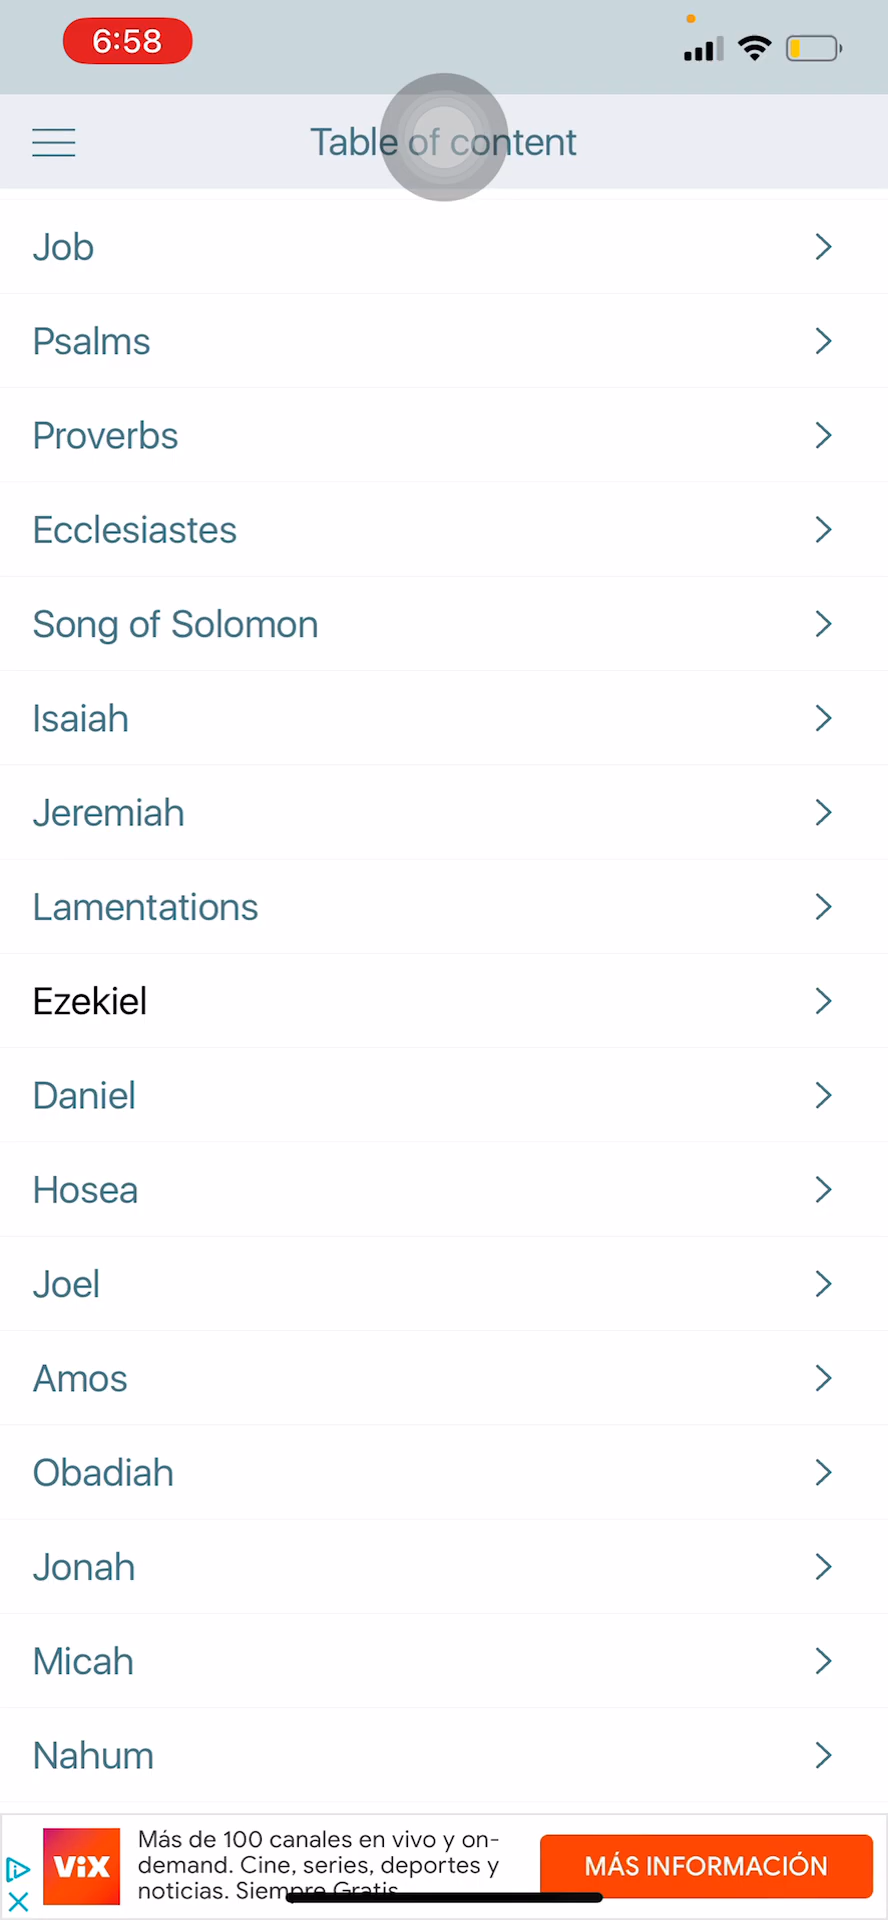 6:58
Table of content
Job
Psalms
Proverbs
Ecclesiastes
Song of Solomon
Isaiah
Jeremiah
Lamentations
Ezekiel
Daniel
Hosea
Joel
Amos
Obadiah
Jonah
Micah
Nahum
ViX
Más de 100 canales en vivo y on-
demand. Cine, series, deportes y
noticias. Siempre Gratis
MÁS INFORMACIÓN